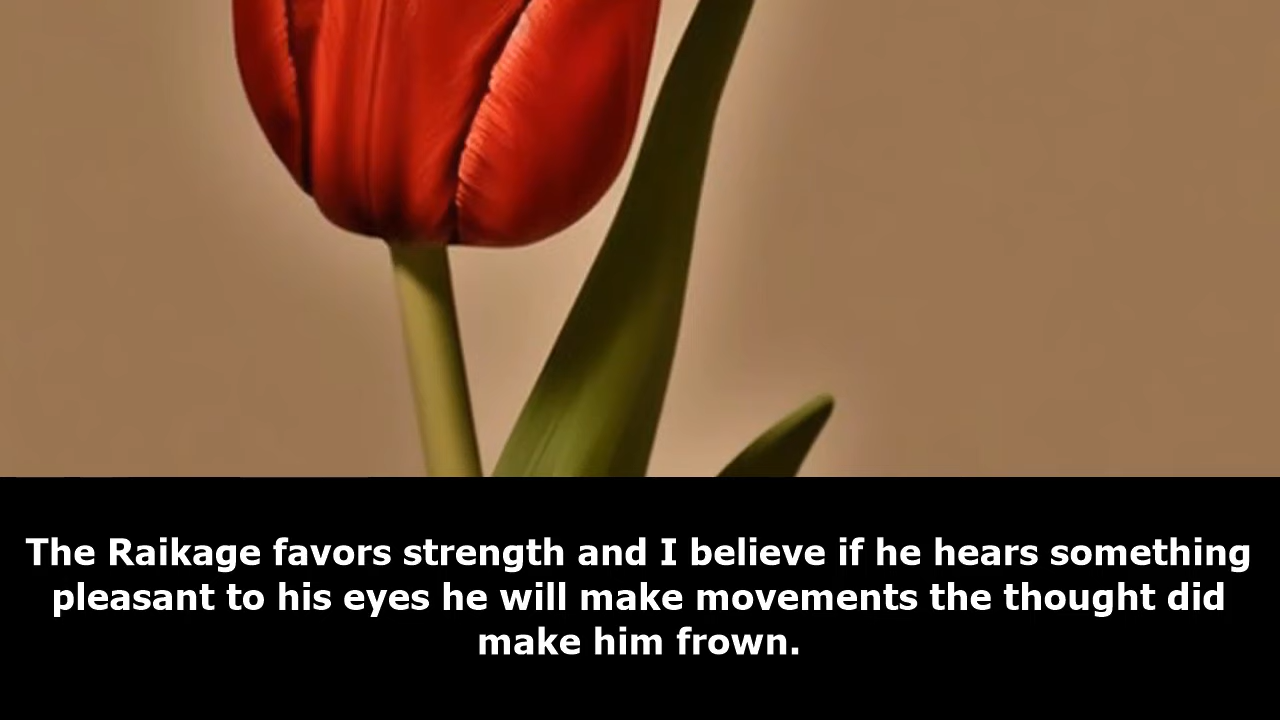 The Raikage favors strength and I believe if he hears something
pleasant to his eyes he will make movements the thought did
make him frown.